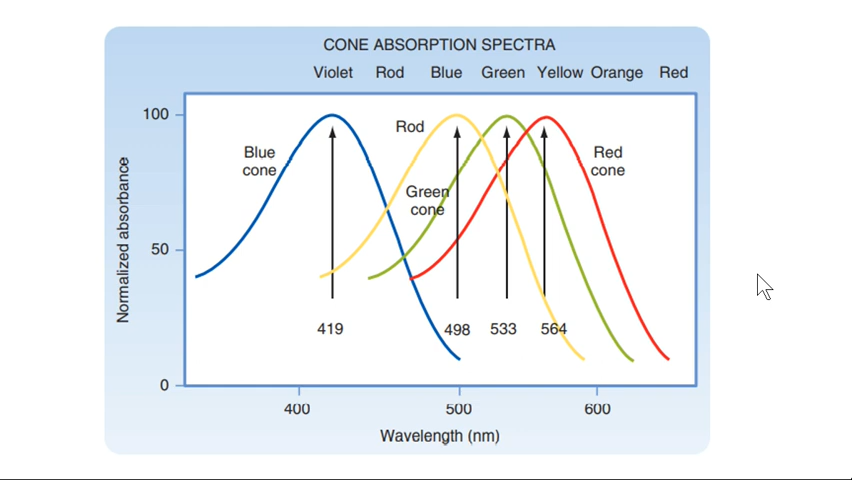 CONE ABSORPTION SPECTRA
Violet Rod Blue Green Yellow Orange Red
100
Rod
Blue
cone
Red
cone
Green
cone
Normalized absorbance
50
419
498
533
564
0
400
500
600
Wavelength (nm)